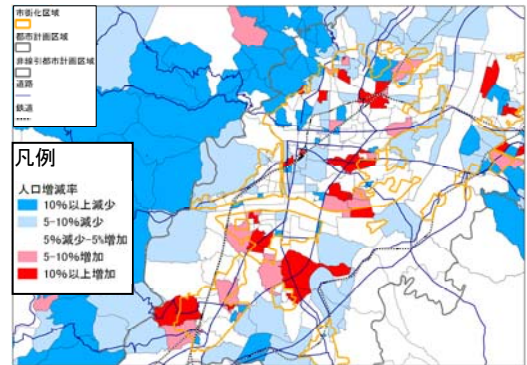 市街化区域
都市計画区域
非線引都市計画区域
道路
鉄道
凡例
人口増減率
10%以上減少
5-10%減少
5%減少-5%増加
5-10%増加
10%以上増加